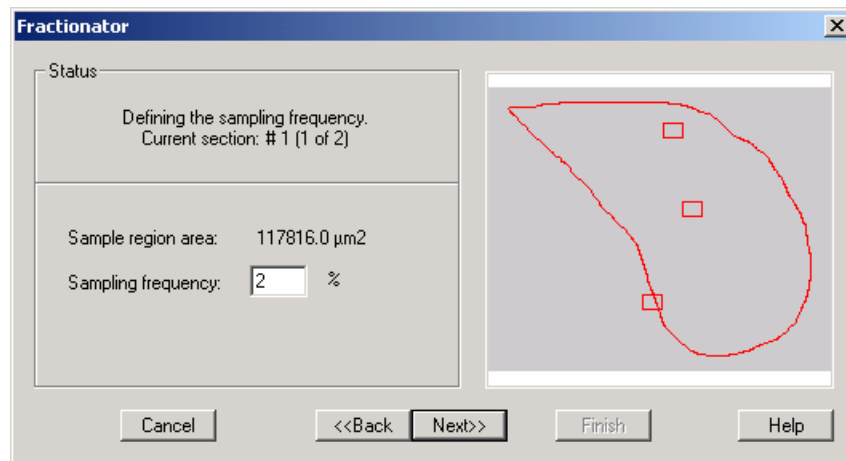 Fractionator
Status
Defining the sampling frequency.
Current section: # 1 (1 of 2)
Sample region area: 117816.0 µm2
Sampling frequency: 2 %
Cancel <<Back Next>> Finish Help